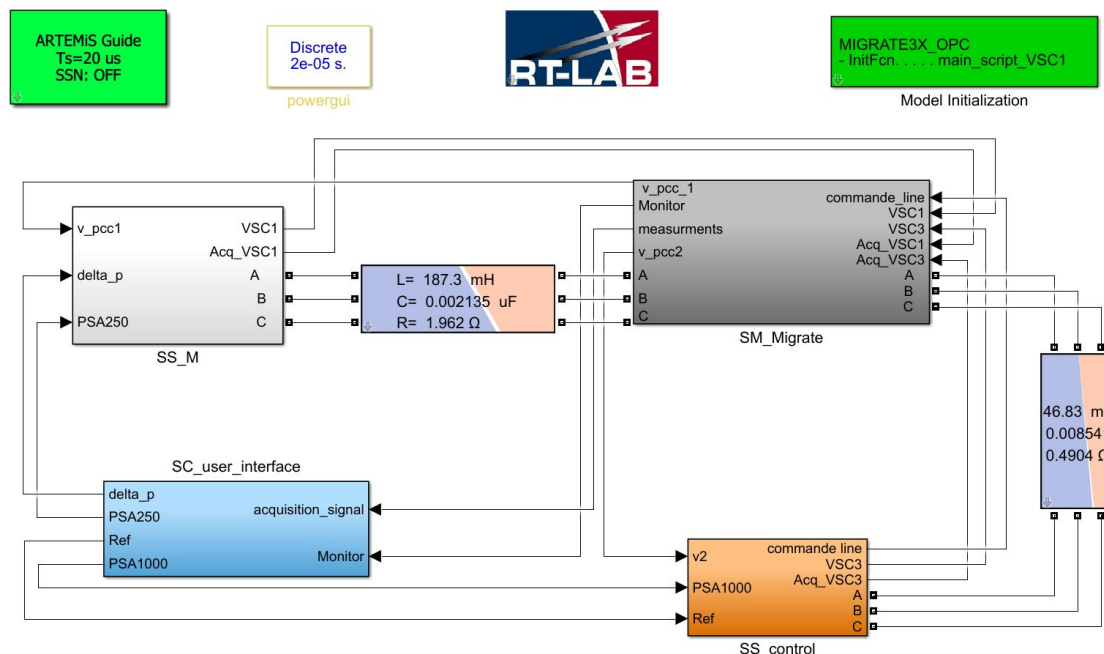 ARTEMiS Guide
Ts=20 us
SSN: OFF
Discrete
2e-05 s.
powergui
RT-LAB
MIGRATE3X_OPC
- InitFcn. . . . . main_script_VSC1
Model Initialization
v_pcc1
delta_p
PSA250
VSC1
Acq_VSC1
A
B
C
SS_M
L= 187.3 mH
C= 0.002135 uF
R= 1.962 Ω
v_pcc_1
Monitor
measurments
v_pcc2
A
B
C
commande_line
VSC1
VSC3
Acq_VSC1
Acq_VSC3
A
B
C
SM_Migrate
46.83 m
0.00854
0.4904 Ω
SC_user_interface
delta_p
PSA250
Ref
PSA1000
acquisition_signal
Monitor
v2
PSA1000
Ref
commande line
VSC3
Acq_VSC3
A
B
C
SS_control